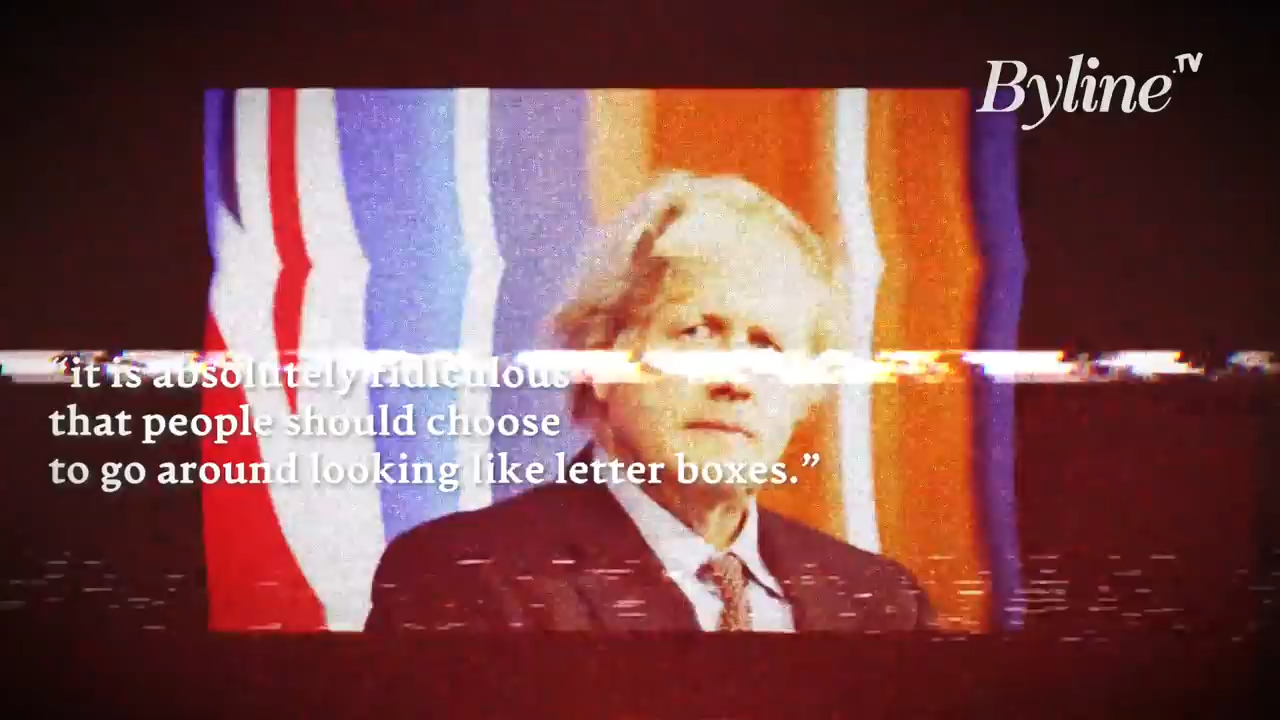 Byline TV
“it is absolutely ridiculous
that people should choose
to go around looking like letter boxes.”